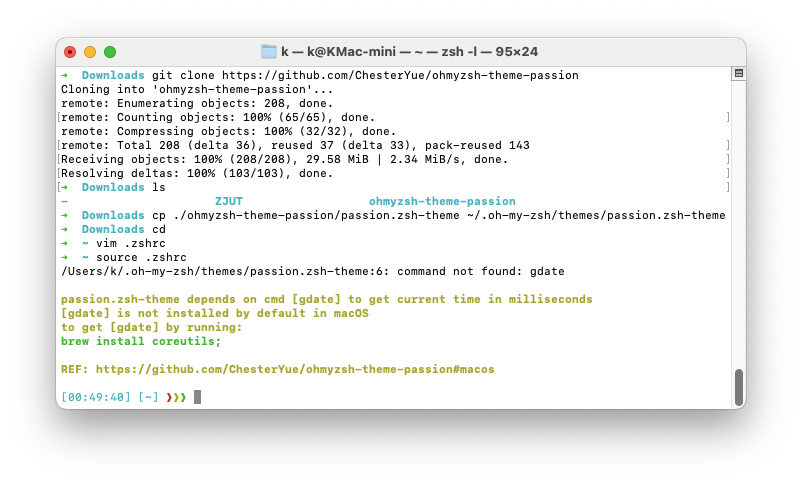 k — k@KMac-mini — ~ — zsh -l — 95×24
➜  Downloads git clone https://github.com/ChesterYue/ohmyzsh-theme-passion
Cloning into 'ohmyzsh-theme-passion'...
remote: Enumerating objects: 208, done.
remote: Counting objects: 100% (65/65), done.
remote: Compressing objects: 100% (32/32), done.
remote: Total 208 (delta 36), reused 37 (delta 33), pack-reused 143
Receiving objects: 100% (208/208), 29.58 MiB | 2.34 MiB/s, done.
Resolving deltas: 100% (103/103), done.
➜  Downloads ls
–                     ZJUT                  ohmyzsh-theme-passion
➜  Downloads cp ./ohmyzsh-theme-passion/passion.zsh-theme ~/.oh-my-zsh/themes/passion.zsh-theme
➜  Downloads cd
➜  ~ vim .zshrc
➜  ~ source .zshrc
/Users/k/.oh-my-zsh/themes/passion.zsh-theme:6: command not found: gdate
passion.zsh-theme depends on cmd [gdate] to get current time in milliseconds
[gdate] is not installed by default in macOS
to get [gdate] by running:
brew install coreutils;
REF: https://github.com/ChesterYue/ohmyzsh-theme-passion#macos
[00:49:40] [~] ❱❱❱